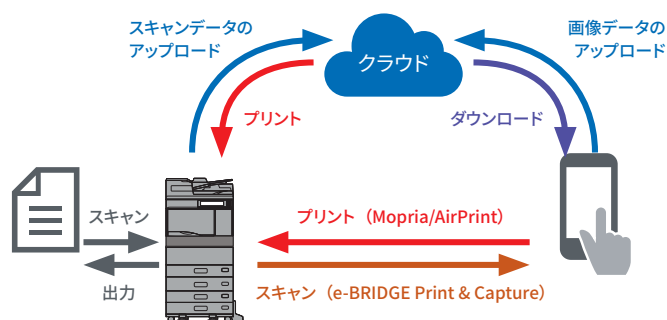 スキャンデータの
アップロード
画像データの
アップロード
クラウド
プリント
ダウンロード
スキャン
プリント（Mopria/AirPrint）
出力
スキャン（e-BRIDGE Print & Capture）